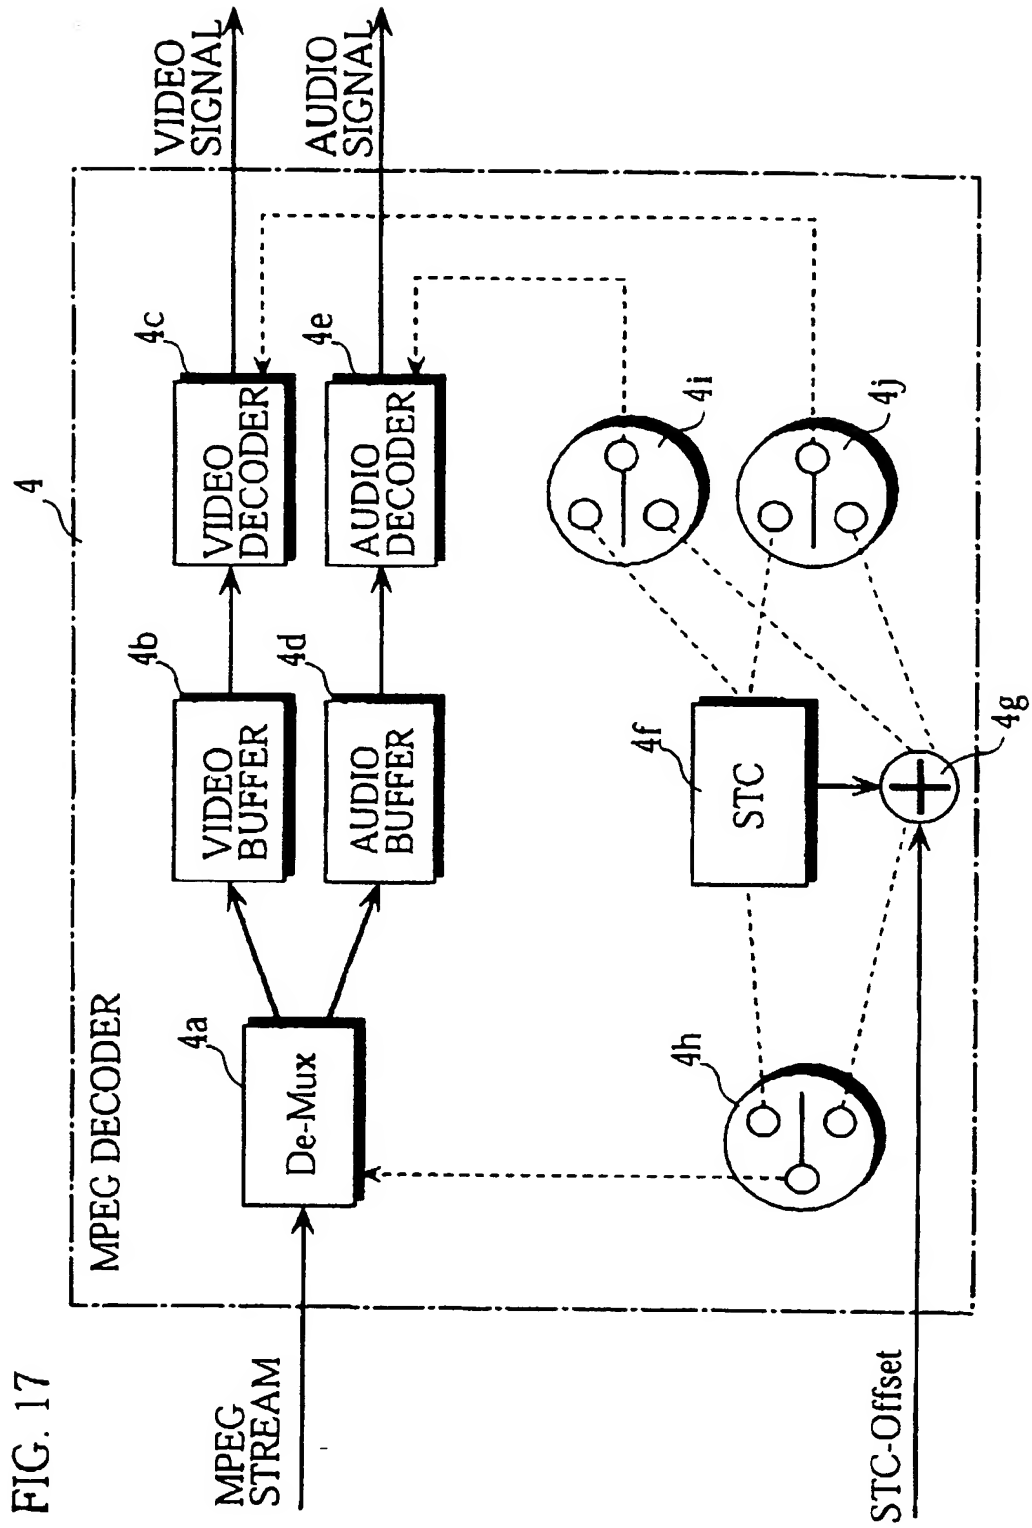 FIG. 17
MPEG DECODER
4
MPEG
STREAM
4a
De-Mux
4b
VIDEO
BUFFER
4c
VIDEO
DECODER
VIDEO
SIGNAL
4d
AUDIO
BUFFER
4e
AUDIO
DECODER
AUDIO
SIGNAL
4f
STC
4h
4i
4j
4g
STC-Offset